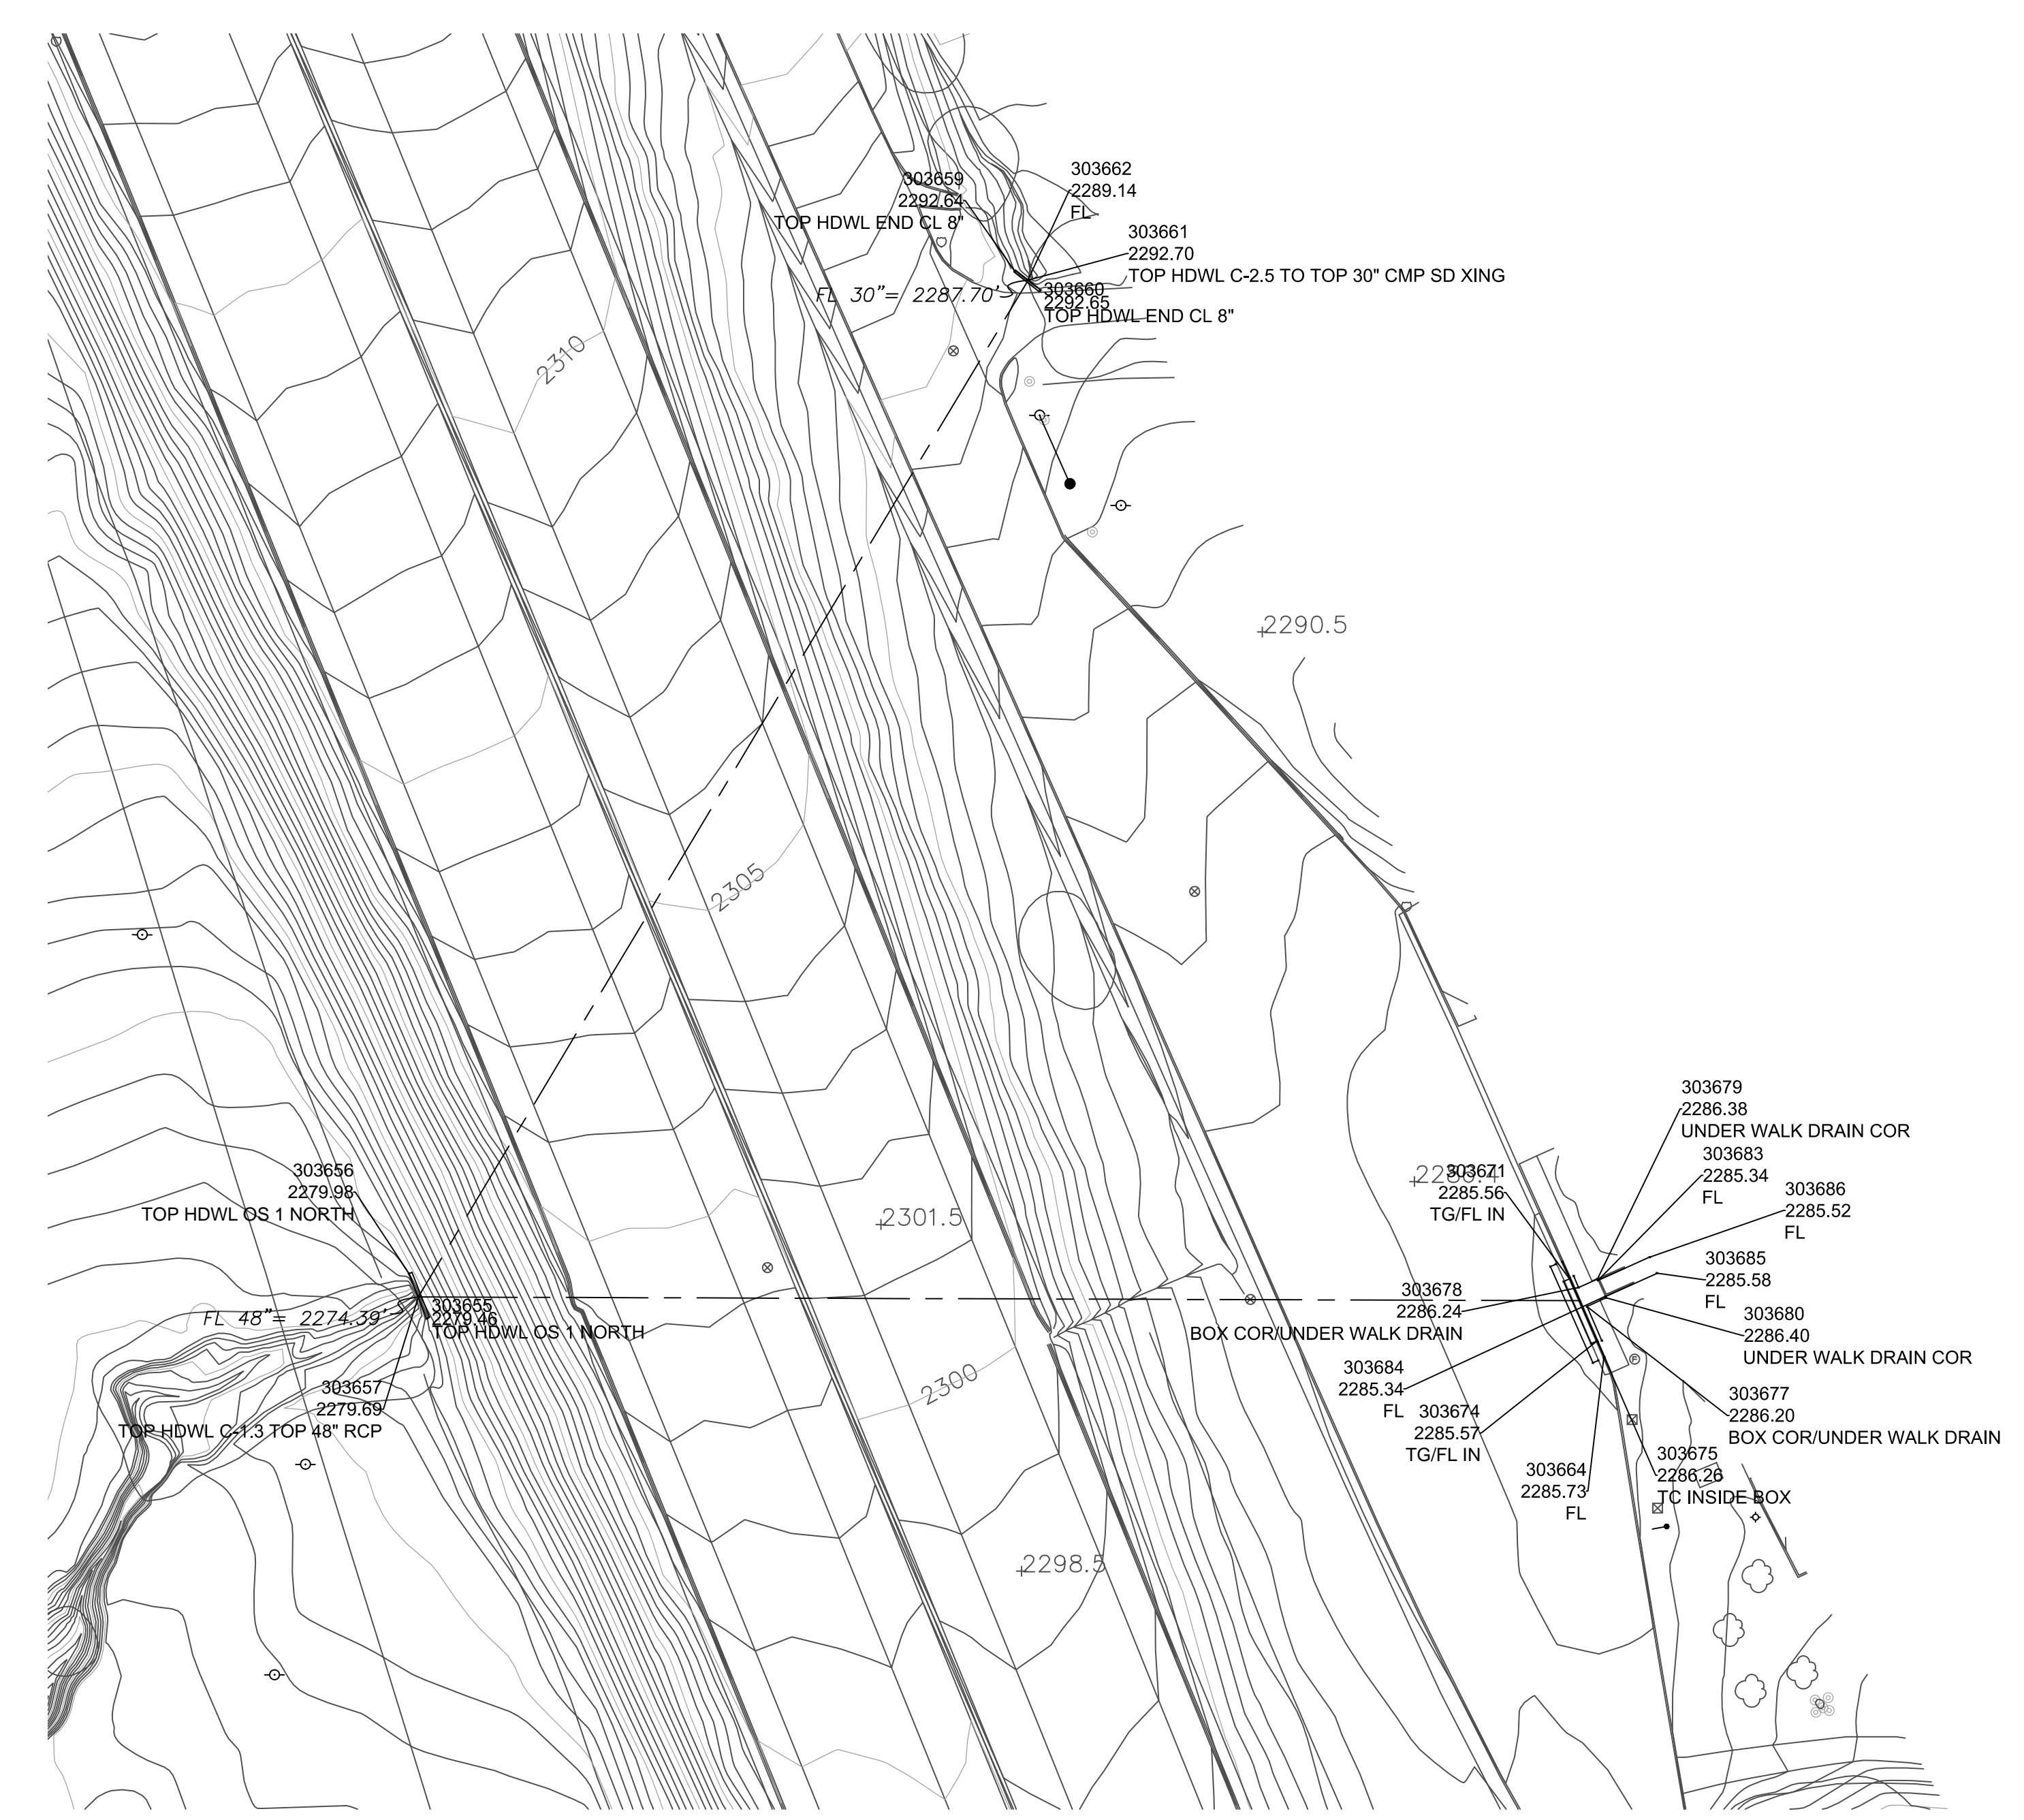 303662
2289.14
FL
303659
2292.64
TOP HDWL END CL 8"
303661
2292.70
TOP HDWL C-2.5 TO TOP 30" CMP SD XING
FL 30"= 2287.70'
303660
2292.65
TOP HDWL END CL 8"
2310
2290.5
2305
303679
2286.38
UNDER WALK DRAIN COR
303683
2285.34
FL
303656
2279.98
TOP HDWL OS 1 NORTH
303671
2285.56
TG/FL IN
303686
2285.52
FL
2301.5
303685
2285.58
FL
303678
2286.24
BOX COR/UNDER WALK DRAIN
FL 48"= 2274.39'
303655
2279.46
TOP HDWL OS 1 NORTH
303680
2286.40
UNDER WALK DRAIN COR
303684
2285.34
FL
303657
2279.69
TOP HDWL C-1.3 TOP 48" RCP
2300
303677
2286.20
BOX COR/UNDER WALK DRAIN
303674
2285.57
TG/FL IN
303675
2286.26
TC INSIDE BOX
303664
2285.73
FL
2298.5